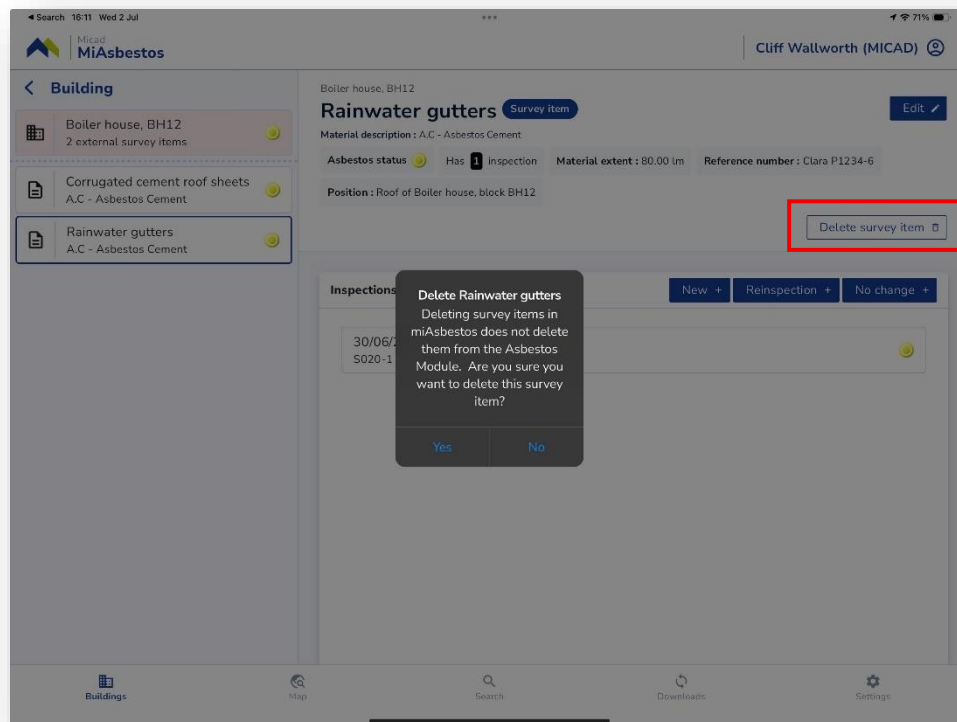 Search 16:11 Wed 2 Jul
71%
Micad
MiAsbestos
Cliff Wallworth (MICAD)
Building
Boiler house, BH12
2 external survey items
Corrugated cement roof sheets
A.C - Asbestos Cement
Rainwater gutters
A.C - Asbestos Cement
Boiler house, BH12
Rainwater gutters Survey item
Edit
Material description : A.C - Asbestos Cement
Asbestos status Has 1 inspection Material extent : 80.00 lm Reference number : Clara P1234-6
Position : Roof of Boiler house, block BH12
Delete survey item
Inspections
New + Reinspection + No change +
30/06/
S020-1
Delete Rainwater gutters
Deleting survey items in
miAsbestos does not delete
them from the Asbestos
Module. Are you sure you
want to delete this survey
item?
Yes No
Buildings Map Search Downloads Settings